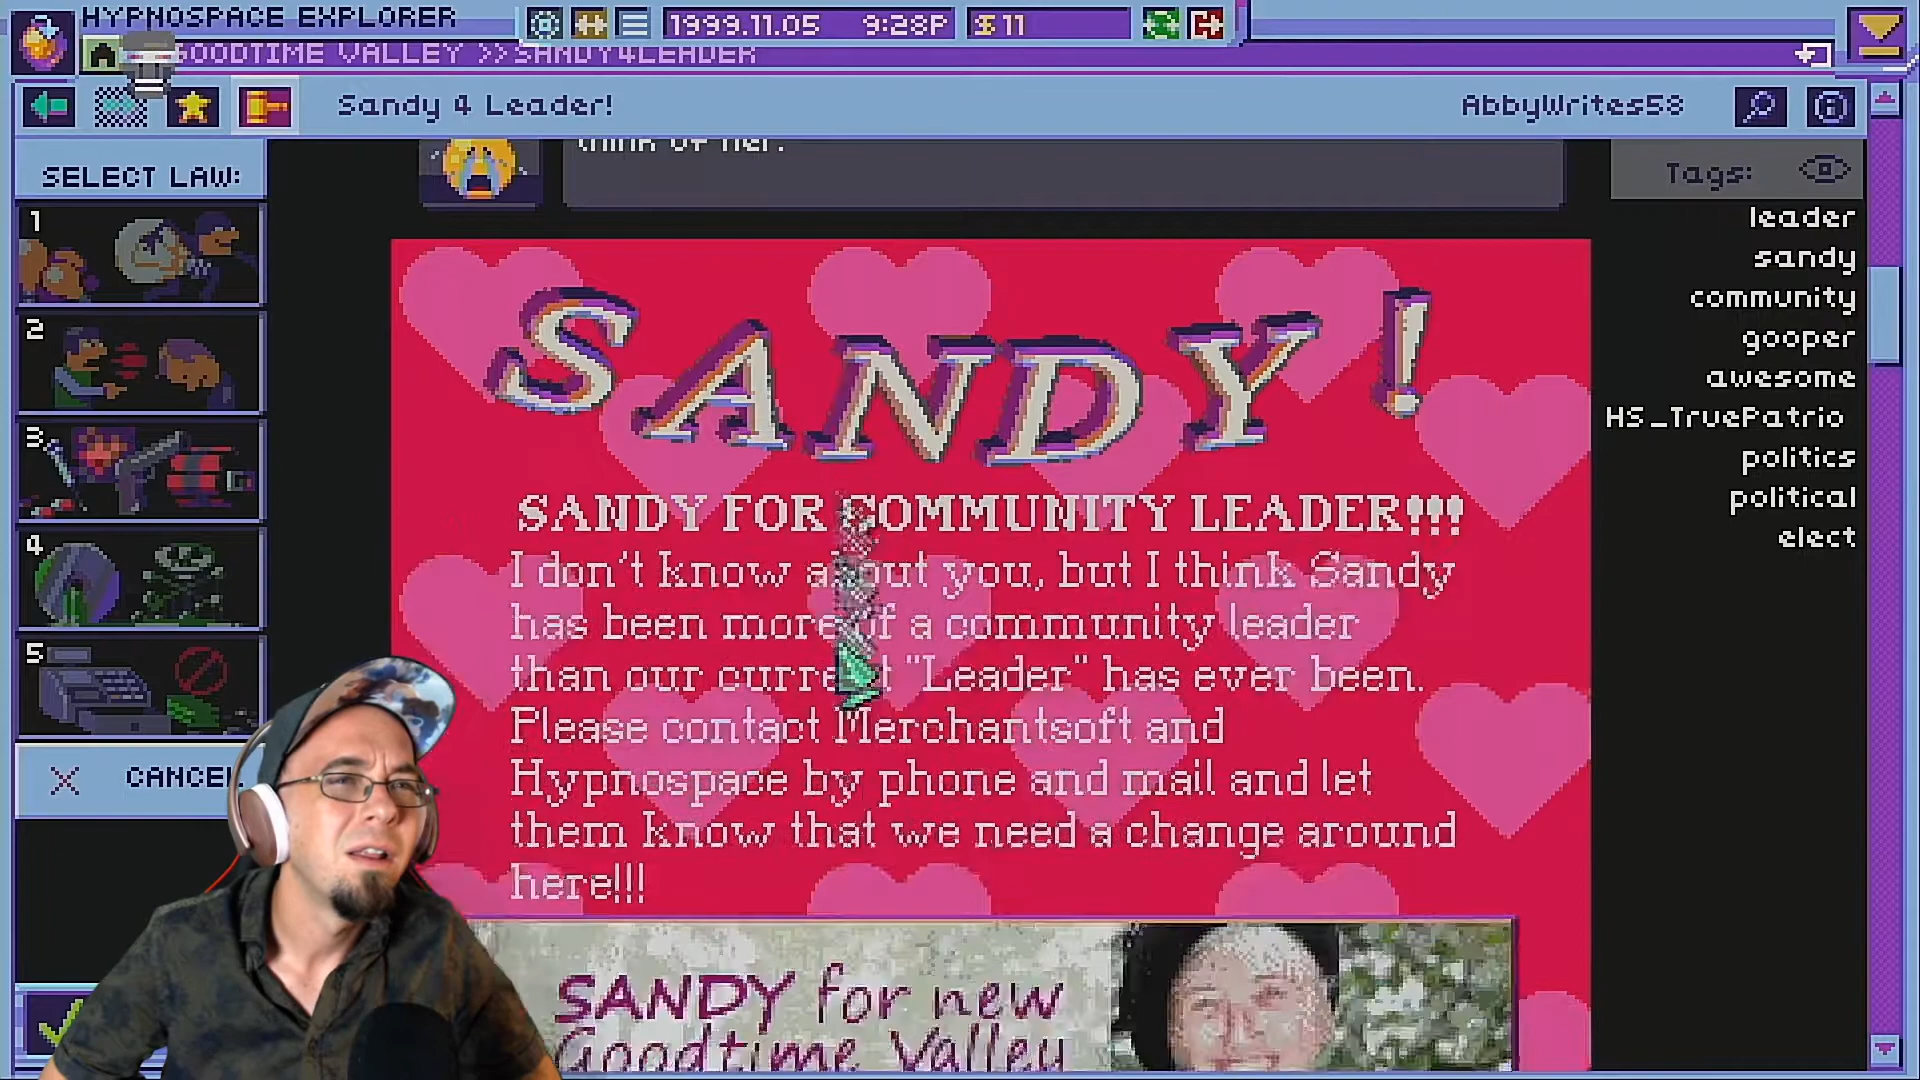 HYPNOSPACE EXPLORER
1999.11.05 9:28P 11
GOODTIME VALLEY >>SANDY4LEADER
Sandy 4 Leader!
AbbyWrites58
SELECT LAW:
1
2
3
4
5
CANCEL
think of her.
SANDY!
SANDY FOR COMMUNITY LEADER!!!
I don't know about you, but I think Sandy
has been more of a community leader
than our current "Leader" has ever been.
Please contact Merchantsoft and
Hypnospace by phone and mail and let
them know that we need a change around
here!!!
SANDY for new
Goodtime Valley
Tags:
leader
sandy
community
gooper
awesome
HS_TruePatrio
politics
political
elect